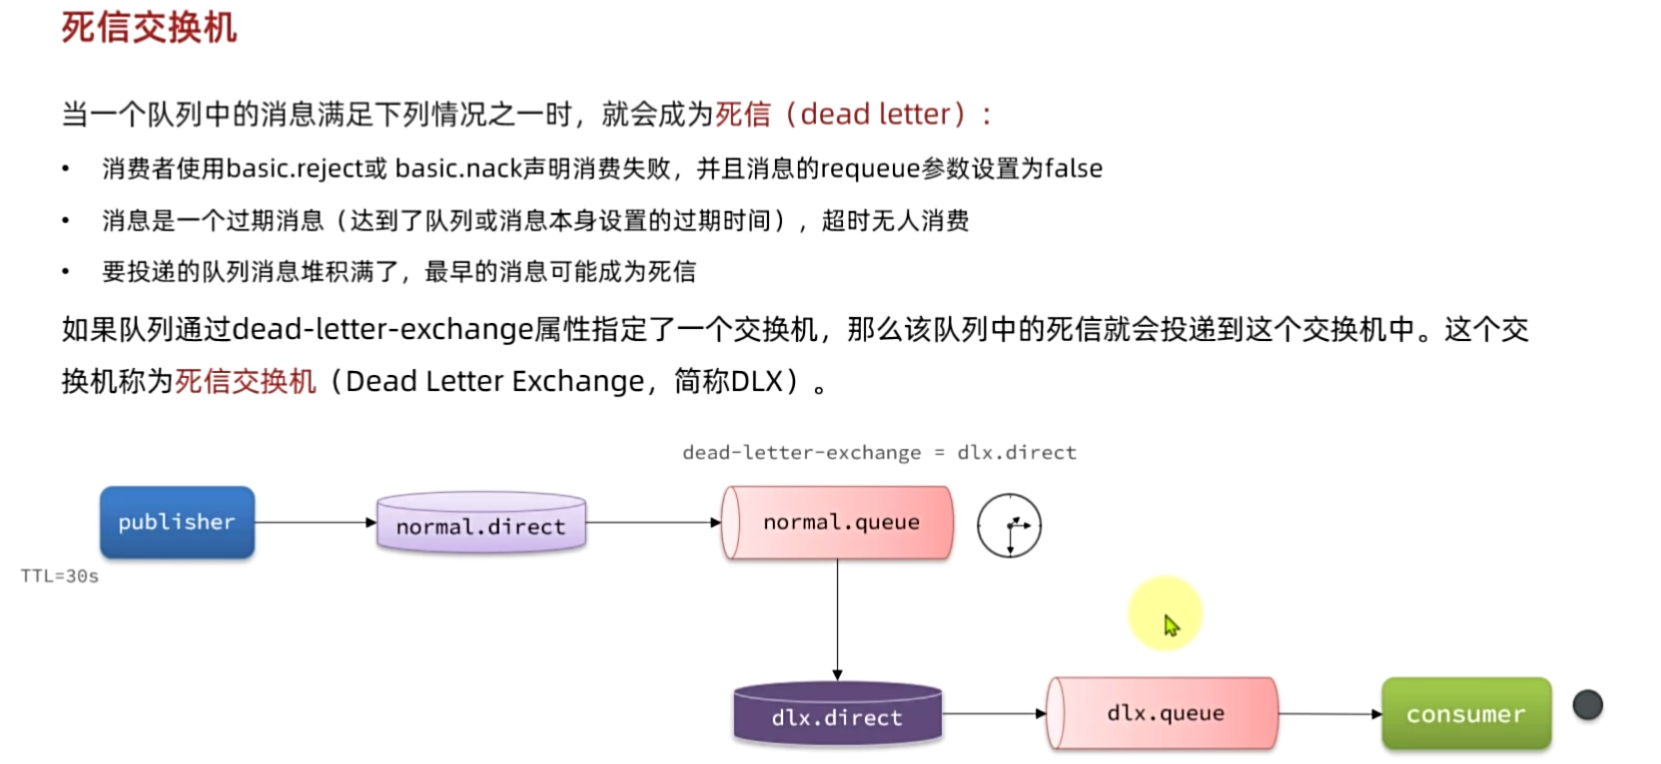 死信交换机
当一个队列中的消息满足下列情况之一时，就会成为死信（dead letter）：
• 消费者使用basic.reject或 basic.nack声明消费失败，并且消息的requeue参数设置为false
• 消息是一个过期消息（达到了队列或消息本身设置的过期时间），超时无人消费
• 要投递的队列消息堆积满了，最早的消息可能成为死信
如果队列通过dead-letter-exchange属性指定了一个交换机，那么该队列中的死信就会投递到这个交换机中。这个交
换机称为死信交换机（Dead Letter Exchange，简称DLX）。
dead-letter-exchange = dlx.direct
publisher
normal.direct
normal.queue
TTL=30s
dlx.direct
dlx.queue
consumer